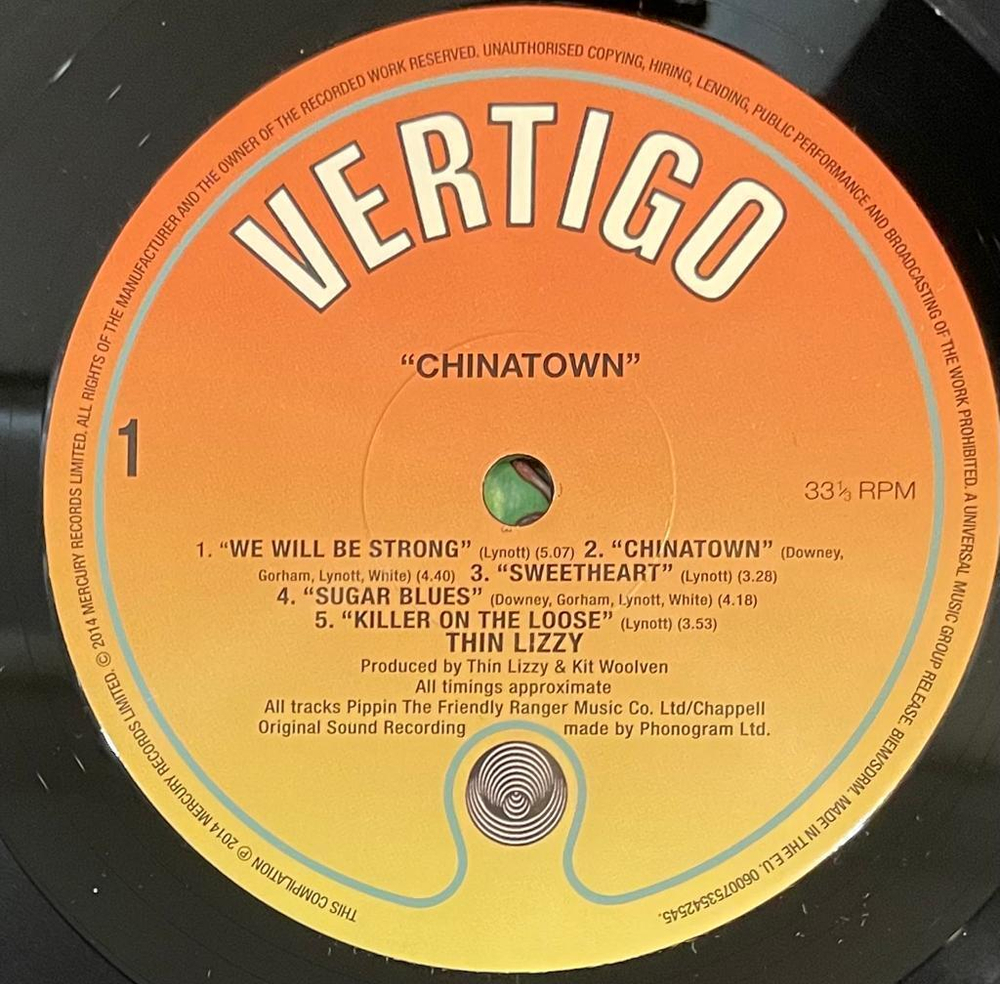 THIS COMPILATION ℗ 2014 MERCURY RECORDS LIMITED. © 2014 MERCURY RECORDS LIMITED. ALL RIGHTS OF THE MANUFACTURER AND THE OWNER OF THE RECORDED WORK RESERVED. UNAUTHORISED COPYING, HIRING, LENDING, PUBLIC PERFORMANCE AND BROADCASTING OF THE WORK PROHIBITED. A UNIVERSAL MUSIC GROUP RELEASE. BIEM/SDRM. MADE IN THE E.U. 0600753542545.
VERTIGO
“CHINATOWN”
1
33⅓ RPM
1. “WE WILL BE STRONG” (Lynott) (5.07) 2. “CHINATOWN” (Downey,
Gorham, Lynott, White) (4.40) 3. “SWEETHEART” (Lynott) (3.28)
4. “SUGAR BLUES” (Downey, Gorham, Lynott, White) (4.18)
5. “KILLER ON THE LOOSE” (Lynott) (3.53)
THIN LIZZY
Produced by Thin Lizzy & Kit Woolven
All timings approximate
All tracks Pippin The Friendly Ranger Music Co. Ltd/Chappell
Original Sound Recording made by Phonogram Ltd.